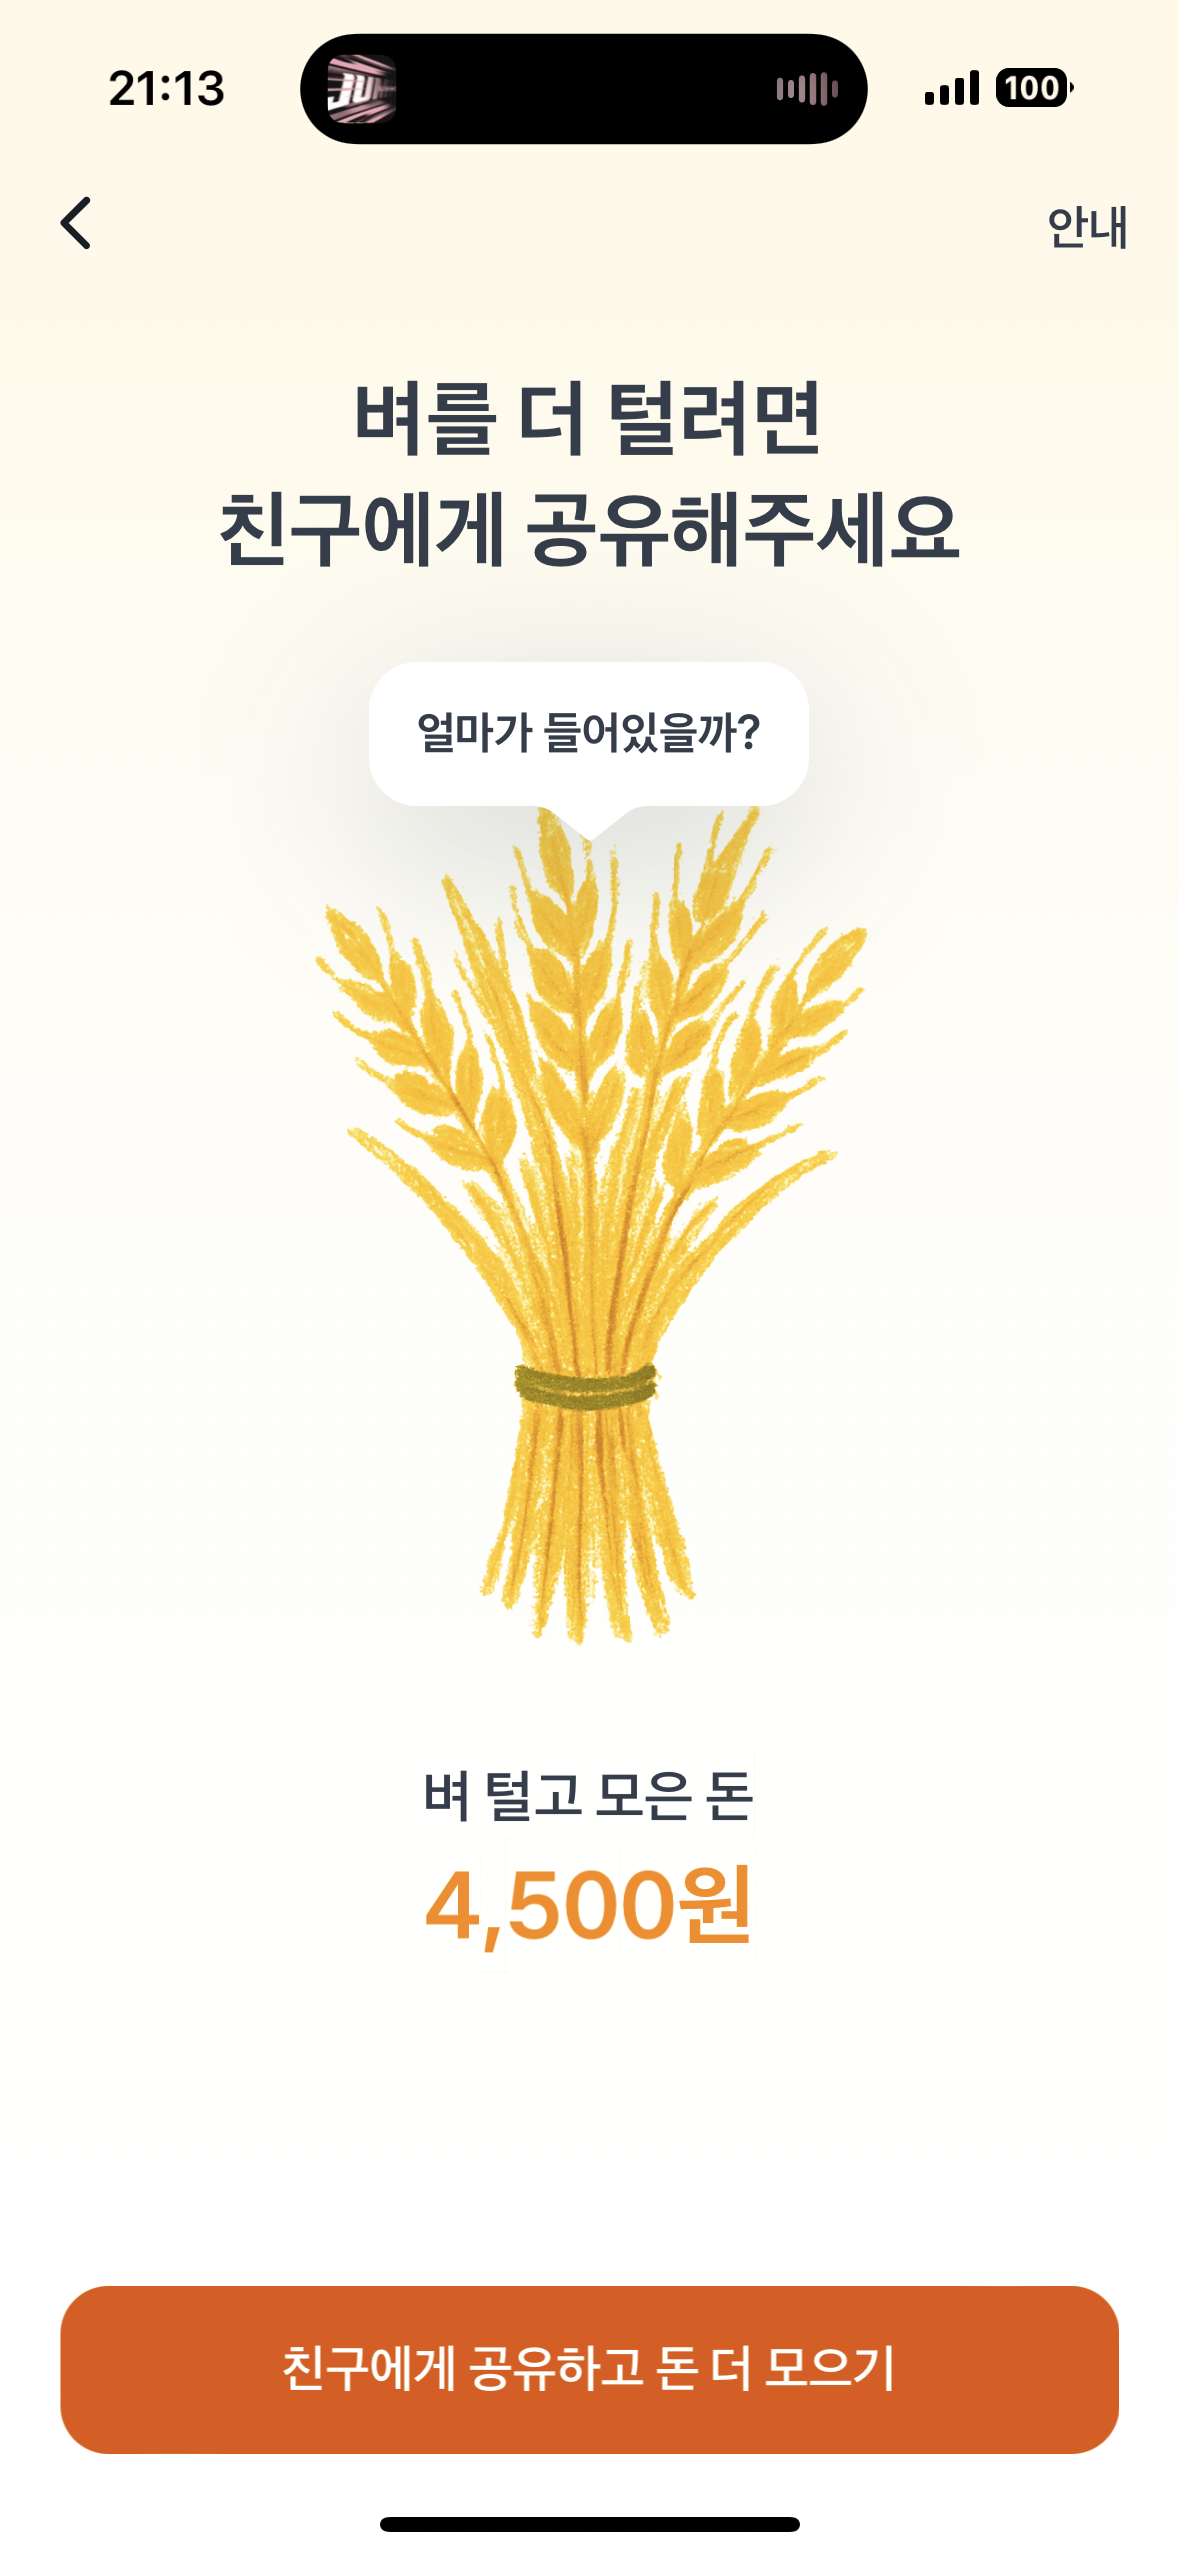 21:13
JUM
100
안내
벼를 더 털려면
친구에게 공유해주세요
얼마가 들어있을까?
벼 털고 모은 돈
4,500원
친구에게 공유하고 돈 더 모으기